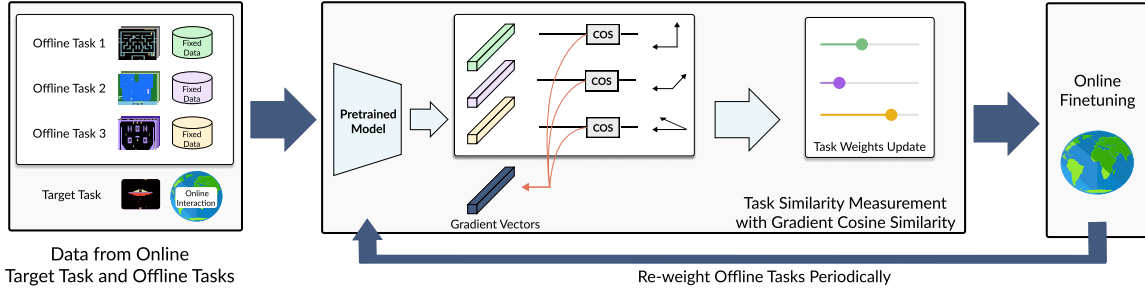 Offline Task 1
Fixed
Data
Offline Task 2
Fixed
Data
Offline Task 3
Fixed
Data
Target Task
Online
Interaction
Data from Online
Target Task and Offline Tasks
Pretrained
Model
COS
COS
COS
Gradient Vectors
Task Weights Update
Task Similarity Measurement
with Gradient Cosine Similarity
Online
Finetuning
Re-weight Offline Tasks Periodically